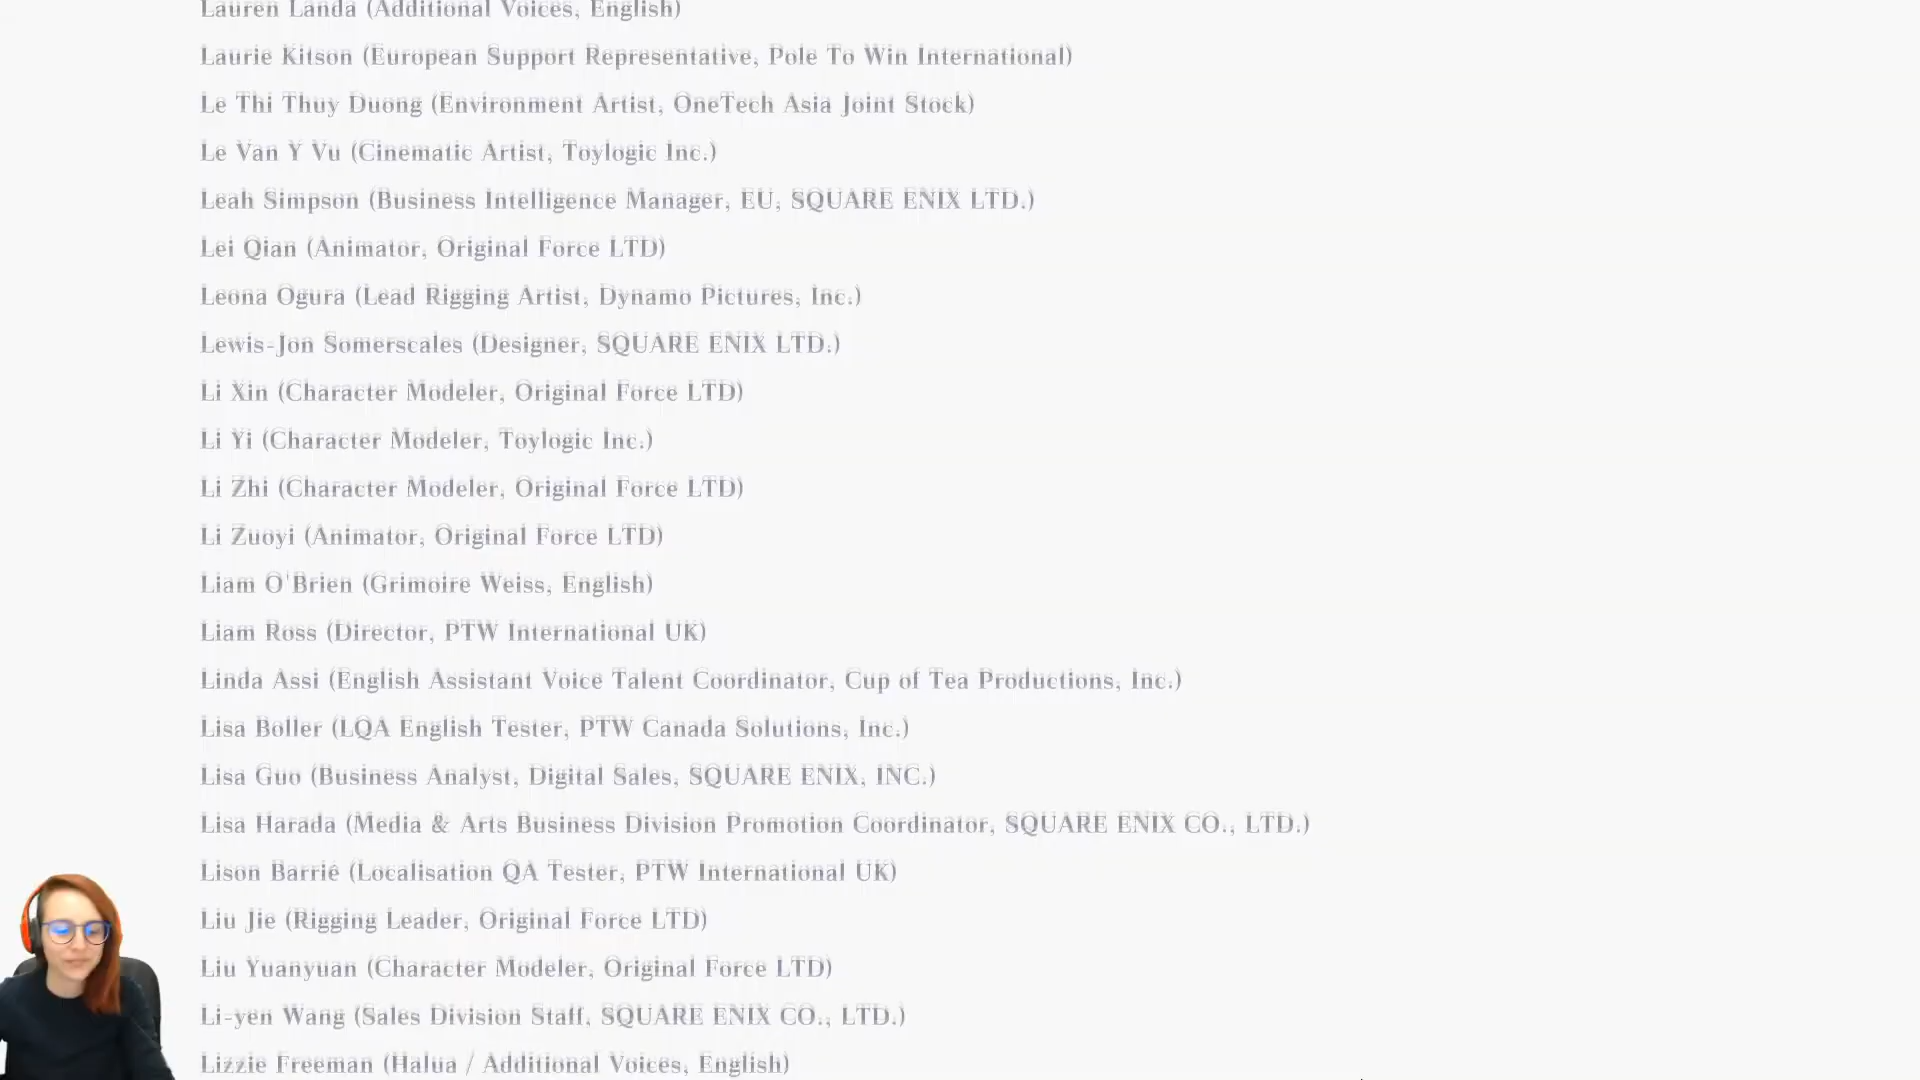 Lauren Landa (Additional Voices, English)
Laurie Kitson (European Support Representative, Pole To Win International)
Le Thi Thuy Duong (Environment Artist, OneTech Asia Joint Stock)
Le Van Y Vu (Cinematic Artist, Toylogic Inc.)
Leah Simpson (Business Intelligence Manager, EU, SQUARE ENIX LTD.)
Lei Qian (Animator, Original Force LTD)
Leona Ogura (Lead Rigging Artist, Dynamo Pictures, Inc.)
Lewis-Jon Somerscales (Designer, SQUARE ENIX LTD.)
Li Xin (Character Modeler, Original Force LTD)
Li Yi (Character Modeler, Toylogic Inc.)
Li Zhi (Character Modeler, Original Force LTD)
Li Zuoyi (Animator, Original Force LTD)
Liam O'Brien (Grimoire Weiss, English)
Liam Ross (Director, PTW International UK)
Linda Assi (English Assistant Voice Talent Coordinator, Cup of Tea Productions, Inc.)
Lisa Boller (LQA English Tester, PTW Canada Solutions, Inc.)
Lisa Guo (Business Analyst, Digital Sales, SQUARE ENIX, INC.)
Lisa Harada (Media & Arts Business Division Promotion Coordinator, SQUARE ENIX CO., LTD.)
Lison Barrié (Localisation QA Tester, PTW International UK)
Liu Jie (Rigging Leader, Original Force LTD)
Liu Yuanyuan (Character Modeler, Original Force LTD)
Li-yen Wang (Sales Division Staff, SQUARE ENIX CO., LTD.)
Lizzie Freeman (Halua / Additional Voices, English)